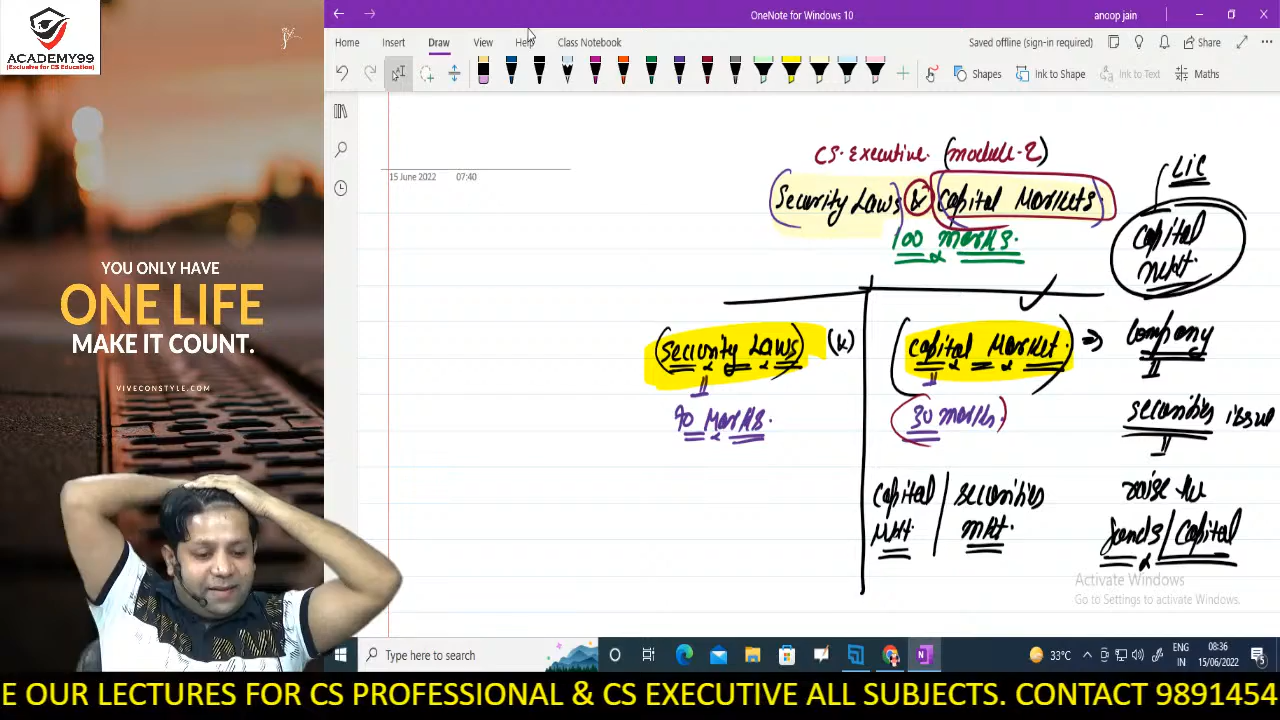 ACADEMY99
(Exclusive for CS Education)
YOU ONLY HAVE
ONE LIFE
MAKE IT COUNT.
VIVECONSTYLE.COM
OneNote for Windows 10
anoop jain
Home Insert Draw View Help Class Notebook
Saved offline (sign-in required)
Share
Shapes
Ink to Shape
Ink to Text
Maths
15 June 2022 07:40
CS-Executive (module-2)
(Security Laws) & (Capital Markets)
100 marks.
LIC
Capital
MKt.
(Security Laws) (&)
(Capital Market.) ⇒ Company
70 Marks.
(30 marks.)
securities issue
Capital | securities
MKt. | mkt.
raise the
funds/Capital
Activate Windows
Go to Settings to activate Windows.
Type here to search
33°C
ENG
IN
08:36
15/06/2022
5
E OUR LECTURES FOR CS PROFESSIONAL & CS EXECUTIVE ALL SUBJECTS. CONTACT 9891454